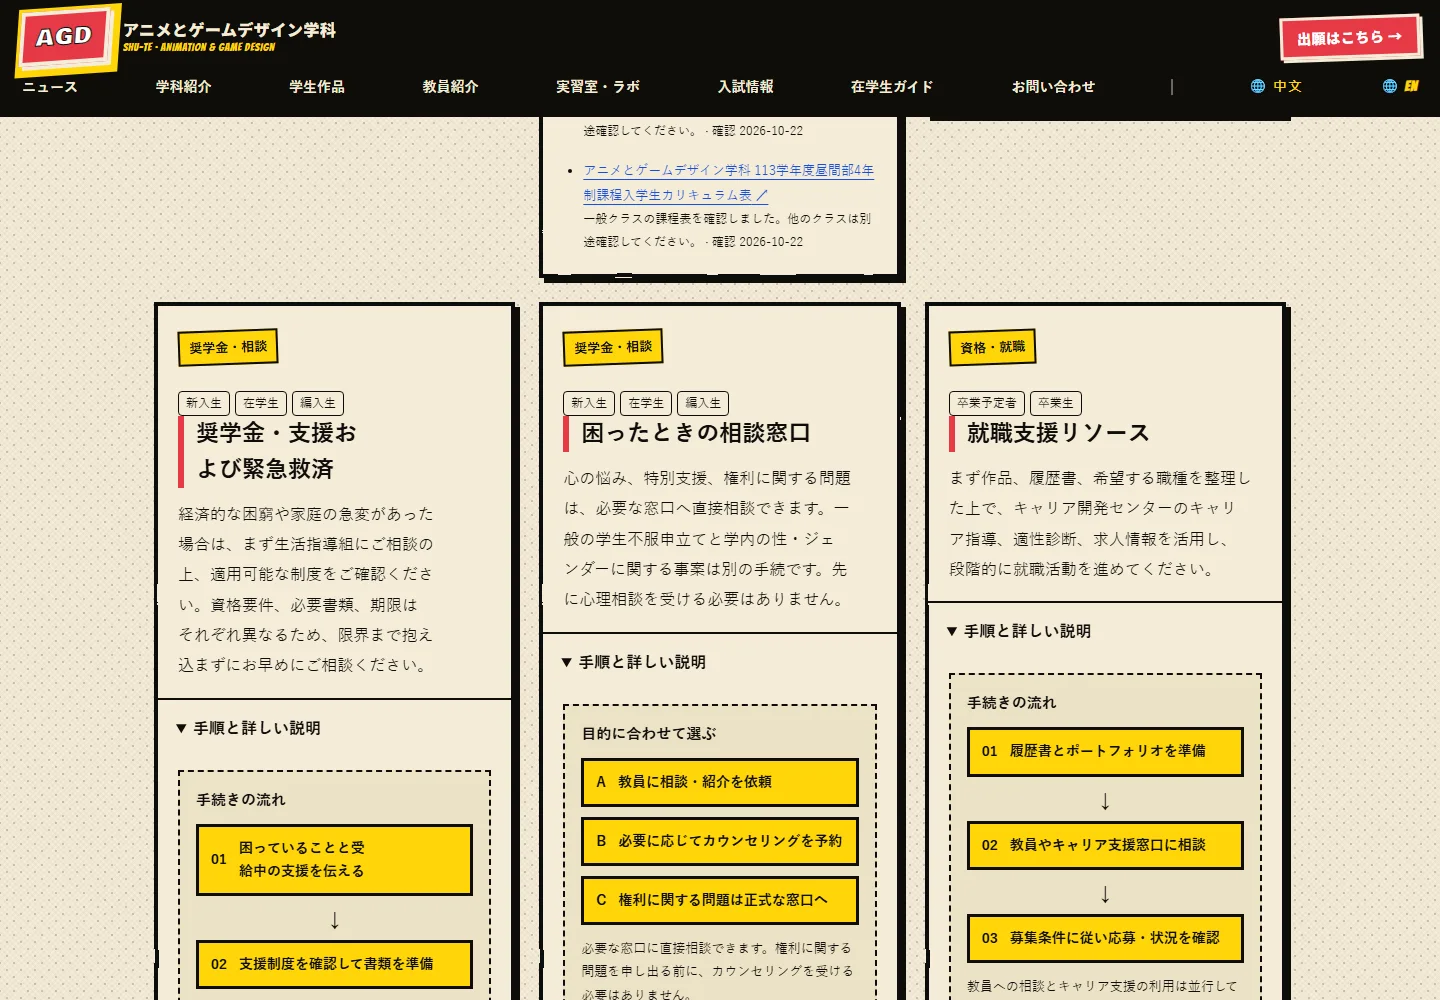 AGD
アニメとゲームデザイン学科
SHU-TE · ANIMATION & GAME DESIGN
出願はこちら →
ニュース
学科紹介
学生作品
教員紹介
実習室・ラボ
入試情報
在学生ガイド
お問い合わせ
|
中文
EN
途確認してください。 · 確認 2026-10-22
アニメとゲームデザイン学科 113学年度昼間部4年
制課程入学生カリキュラム表 ↗
一般クラスの課程表を確認しました。他のクラスは別
途確認してください。 · 確認 2026-10-22
奨学金・相談
新入生
在学生
編入生
奨学金・支援お
よび緊急救済
経済的な困窮や家庭の急変があった
場合は、まず生活指導組にご相談の
上、適用可能な制度をご確認くださ
い。資格要件、必要書類、期限は
それぞれ異なるため、限界まで抱え
込まずにお早めにご相談ください。
▼ 手順と詳しい説明
手続きの流れ
01 困っていることと受
給中の支援を伝える
↓
02 支援制度を確認して書類を準備
奨学金・相談
新入生
在学生
編入生
困ったときの相談窓口
心の悩み、特別支援、権利に関する問題
は、必要な窓口へ直接相談できます。一
般の学生不服申立てと学内の性・ジェ
ンダーに関する事案は別の手続です。先
に心理相談を受ける必要はありません。
▼ 手順と詳しい説明
目的に合わせて選ぶ
A 教員に相談・紹介を依頼
B 必要に応じてカウンセリングを予約
C 権利に関する問題は正式な窓口へ
必要な窓口に直接相談できます。権利に関する
問題を申し出る前に、カウンセリングを受ける
必要はありません。
資格・就職
卒業予定者
卒業生
就職支援リソース
まず作品、履歴書、希望する職種を整理し
た上で、キャリア開発センターのキャリ
ア指導、適性診断、求人情報を活用し、
段階的に就職活動を進めてください。
▼ 手順と詳しい説明
手続きの流れ
01 履歴書とポートフォリオを準備
↓
02 教員やキャリア支援窓口に相談
↓
03 募集条件に従い応募・状況を確認
教員への相談とキャリア支援の利用は並行して